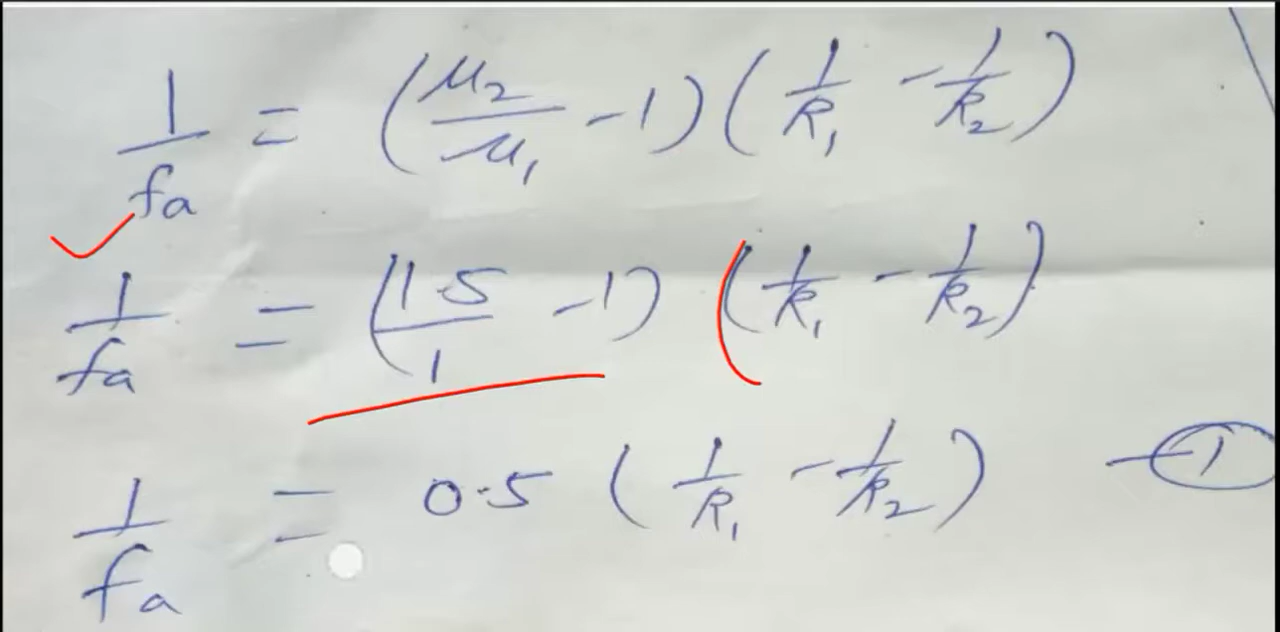 1/fa = (μ2/μ1 - 1) (1/R1 - 1/R2)
1/fa = (1.5/1 - 1) (1/R1 - 1/R2)
1/fa = 0.5 (1/R1 - 1/R2) — 1